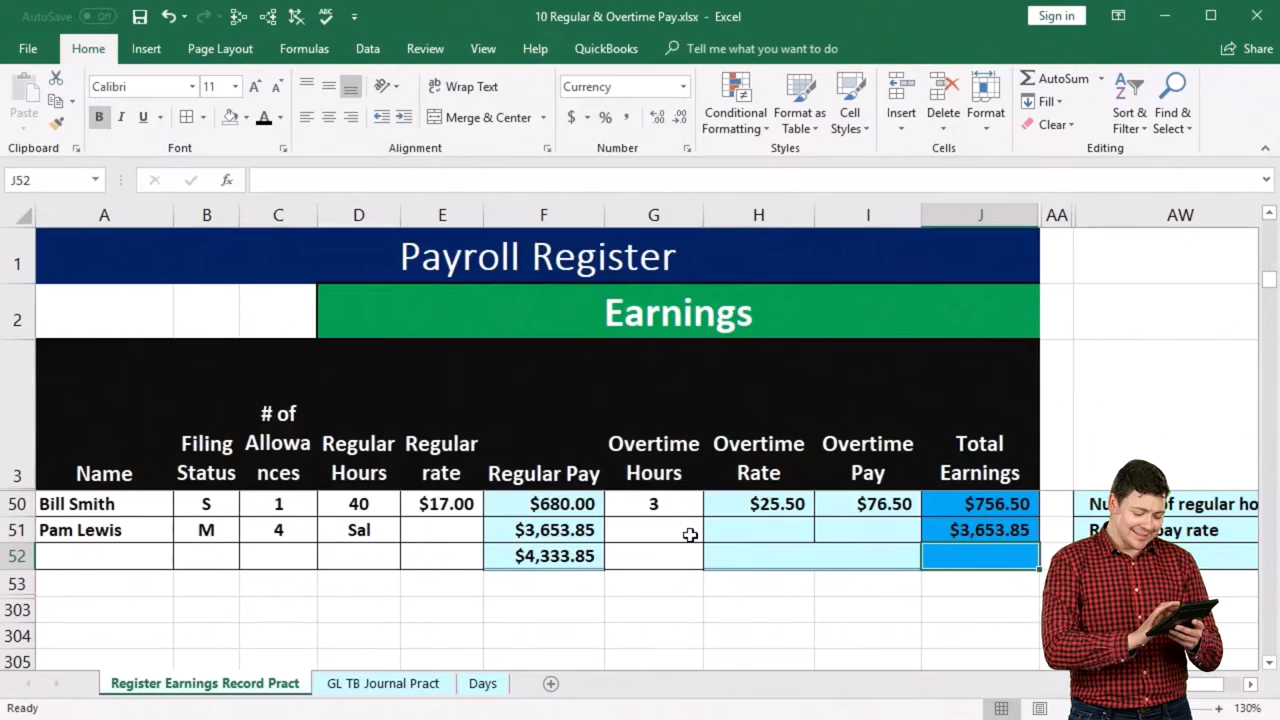 AutoSave Off
10 Regular & Overtime Pay.xlsx - Excel
Sign in
File Home Insert Page Layout Formulas Data Review View Help QuickBooks Tell me what you want to do Share
Paste
Calibri 11
B I U A
Wrap Text
Merge & Center
Currency
$ % ,
Conditional Formatting
Format as Table
Cell Styles
Insert
Delete
Format
AutoSum
Fill
Clear
Sort & Filter
Find & Select
Clipboard Font Alignment Number Styles Cells Editing
J52 fx
A B C D E F G H I J AA AW
1 Payroll Register
2 Earnings
3 Name Filing Status # of Allowances Regular Hours Regular rate Regular Pay Overtime Hours Overtime Rate Overtime Pay Total Earnings
50 Bill Smith S 1 40 $17.00 $680.00 3 $25.50 $76.50 $756.50 of regular ho
51 Pam Lewis M 4 Sal $3,653.85 $3,653.85 pay rate
52 $4,333.85
53
303
304
305
Register Earnings Record Pract GL TB Journal Pract Days
Ready 130%